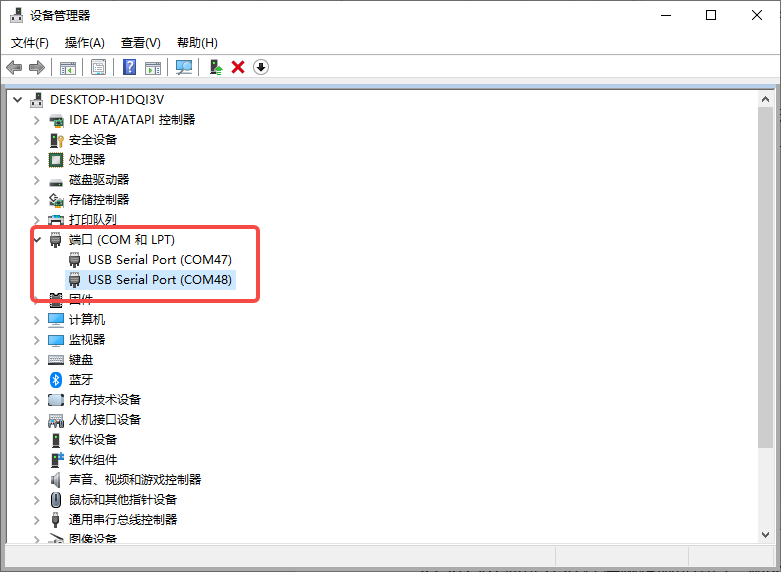 设备管理器
文件(F) 操作(A) 查看(V) 帮助(H)
DESKTOP-H1DQI3V
IDE ATA/ATAPI 控制器
安全设备
处理器
磁盘驱动器
存储控制器
打印队列
端口 (COM 和 LPT)
USB Serial Port (COM47)
USB Serial Port (COM48)
固件
计算机
监视器
键盘
蓝牙
内存技术设备
人机接口设备
软件设备
软件组件
声音、视频和游戏控制器
鼠标和其他指针设备
通用串行总线控制器
图像设备